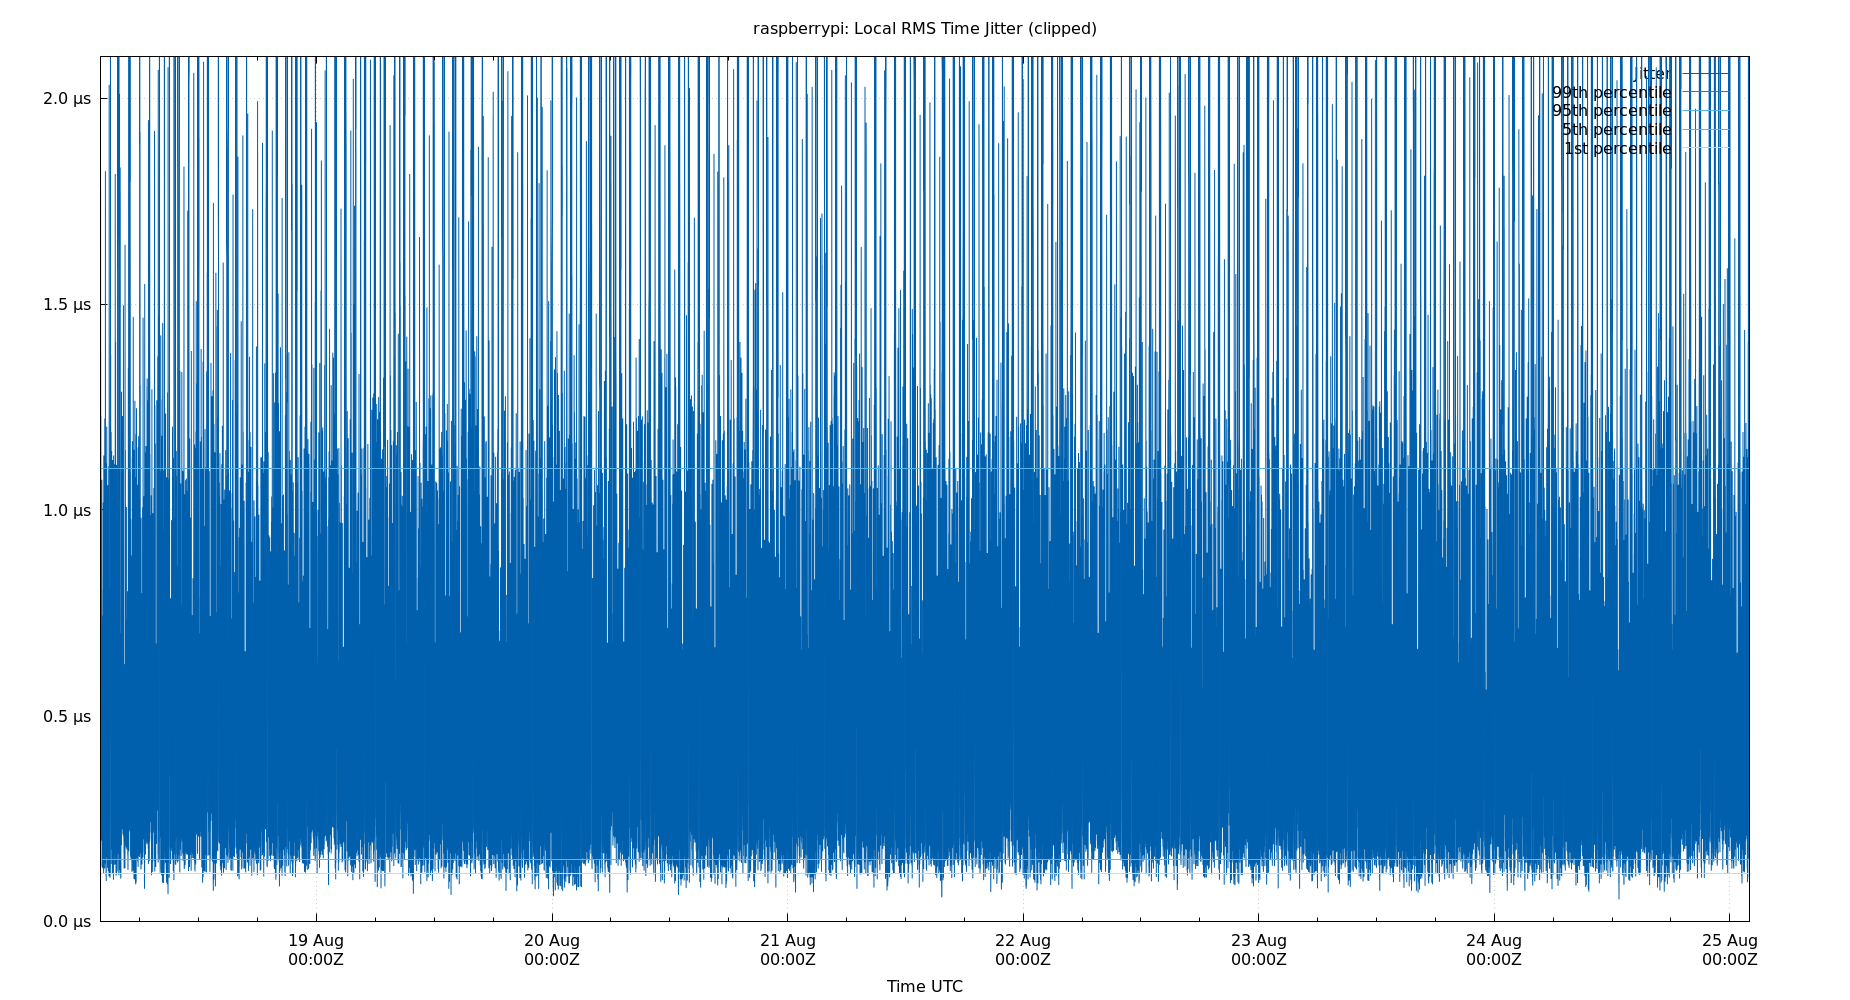 raspberrypi: Local RMS Time Jitter (clipped)
jitter
99th percentile
95th percentile
5th percentile
1st percentile
2.0 µs
1.5 µs
1.0 µs
0.5 µs
0.0 µs
19 Aug 20 Aug 21 Aug 22 Aug 23 Aug 24 Aug 25 Aug
00:00Z 00:00Z 00:00Z 00:00Z 00:00Z 00:00Z 00:00Z
Time UTC